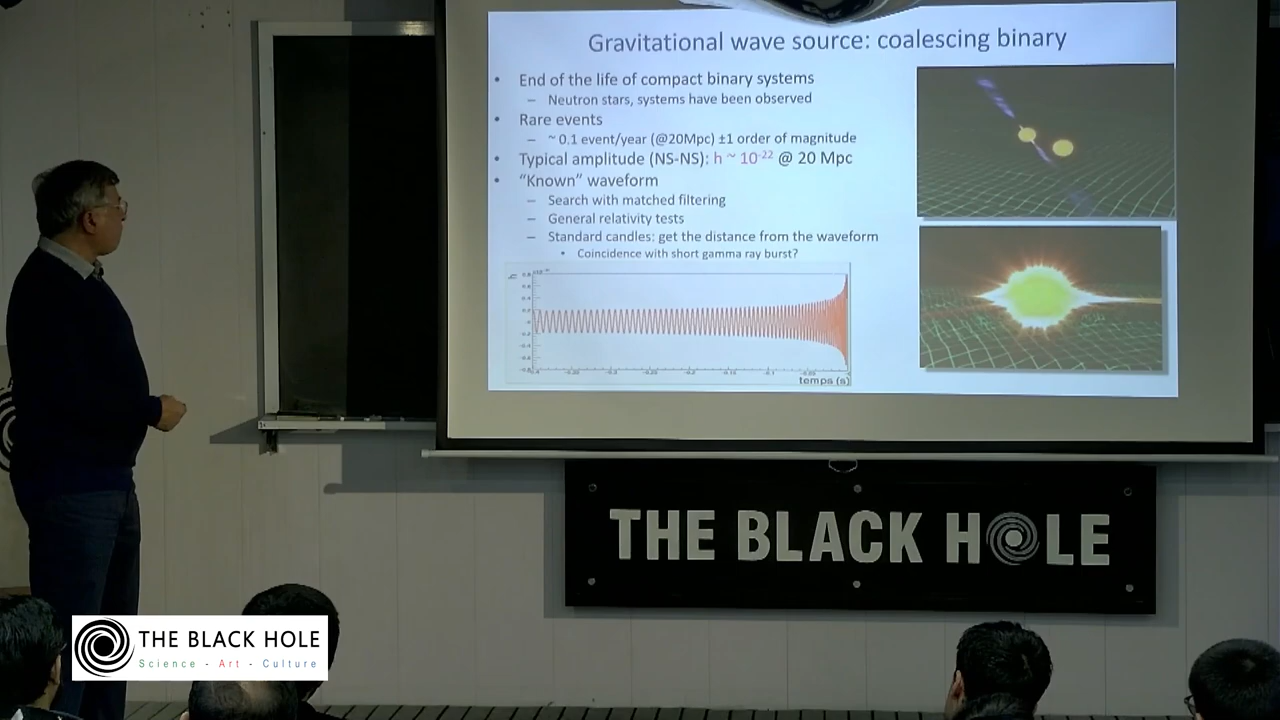 Gravitational wave source: coalescing binary
• End of the life of compact binary systems
– Neutron stars, systems have been observed
• Rare events
– ~ 0.1 event/year (@20Mpc) ±1 order of magnitude
• Typical amplitude (NS-NS): h ~ 10⁻²² @ 20 Mpc
• “Known” waveform
– Search with matched filtering
– General relativity tests
– Standard candles: get the distance from the waveform
• Coincidence with short gamma ray burst?
h
temps (s)
THE BLACK HOLE
THE BLACK HOLE
Science - Art - Culture